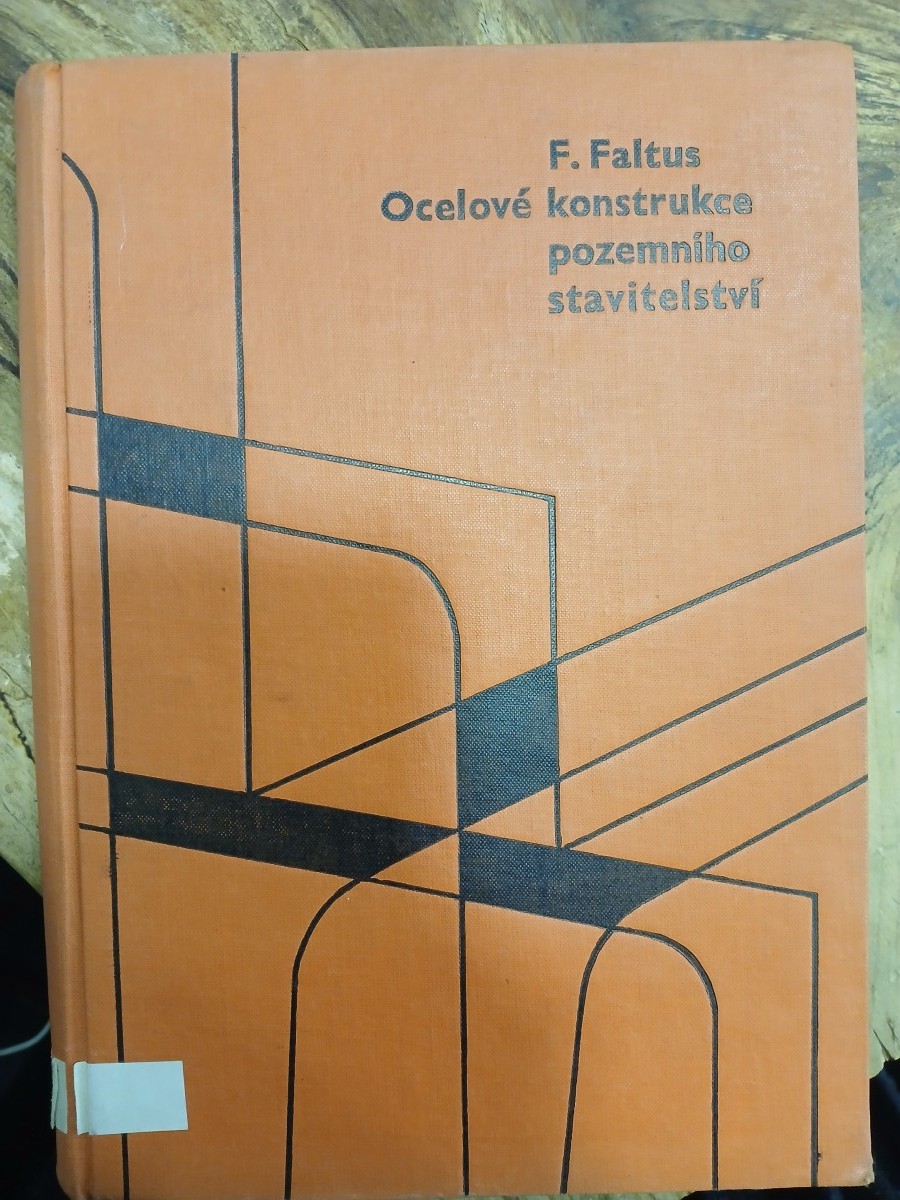 F. Faltus
Ocelové konstrukce
pozemního
stavitelství